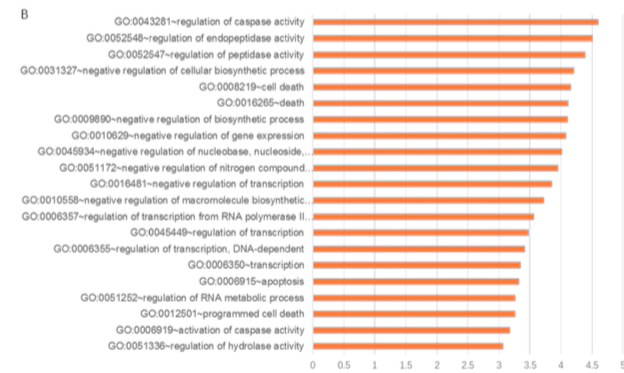 B
GO:0043281~regulation of caspase activity
GO:0052548~regulation of endopeptidase activity
GO:0052547~regulation of peptidase activity
GO:0031327~negative regulation of cellular biosynthetic process
GO:0008219~cell death
GO:0016265~death
GO:0009890~negative regulation of biosynthetic process
GO:0010629~negative regulation of gene expression
GO:0045934~negative regulation of nucleobase, nucleoside,...
GO:0051172~negative regulation of nitrogen compound...
GO:0016481~negative regulation of transcription
GO:0010558~negative regulation of macromolecule biosynthetic...
GO:0006357~regulation of transcription from RNA polymerase II...
GO:0045449~regulation of transcription
GO:0006355~regulation of transcription, DNA-dependent
GO:0006350~transcription
GO:0006915~apoptosis
GO:0051252~regulation of RNA metabolic process
GO:0012501~programmed cell death
GO:0006919~activation of caspase activity
GO:0051336~regulation of hydrolase activity
0 0.5 1 1.5 2 2.5 3 3.5 4 4.5 5